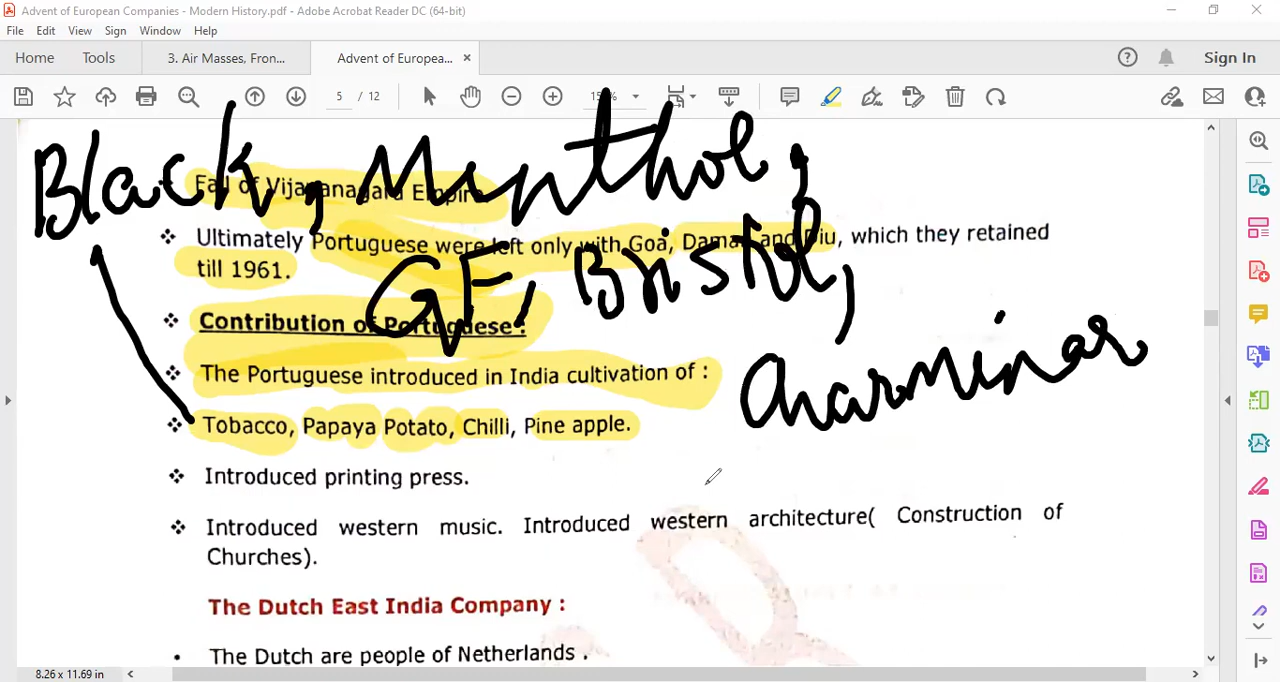 Advent of European Companies - Modern History.pdf - Adobe Acrobat Reader DC (64-bit)
File Edit View Sign Window Help
Home Tools 3. Air Masses, Fron... Advent of Europea... × Sign In
5 / 12
Black, Menthol,
Fall of Vijayanagara Empire.
❖ Ultimately Portuguese were left only with Goa, Daman and Diu, which they retained
till 1961.
GF, Bristol,
❖ Contribution of Portuguese :
Charminar
❖ The Portuguese introduced in India cultivation of :
❖ Tobacco, Papaya Potato, Chilli, Pine apple.
❖ Introduced printing press.
❖ Introduced western music. Introduced western architecture( Construction of
Churches).
The Dutch East India Company :
• The Dutch are people of Netherlands .
8.26 x 11.69 in